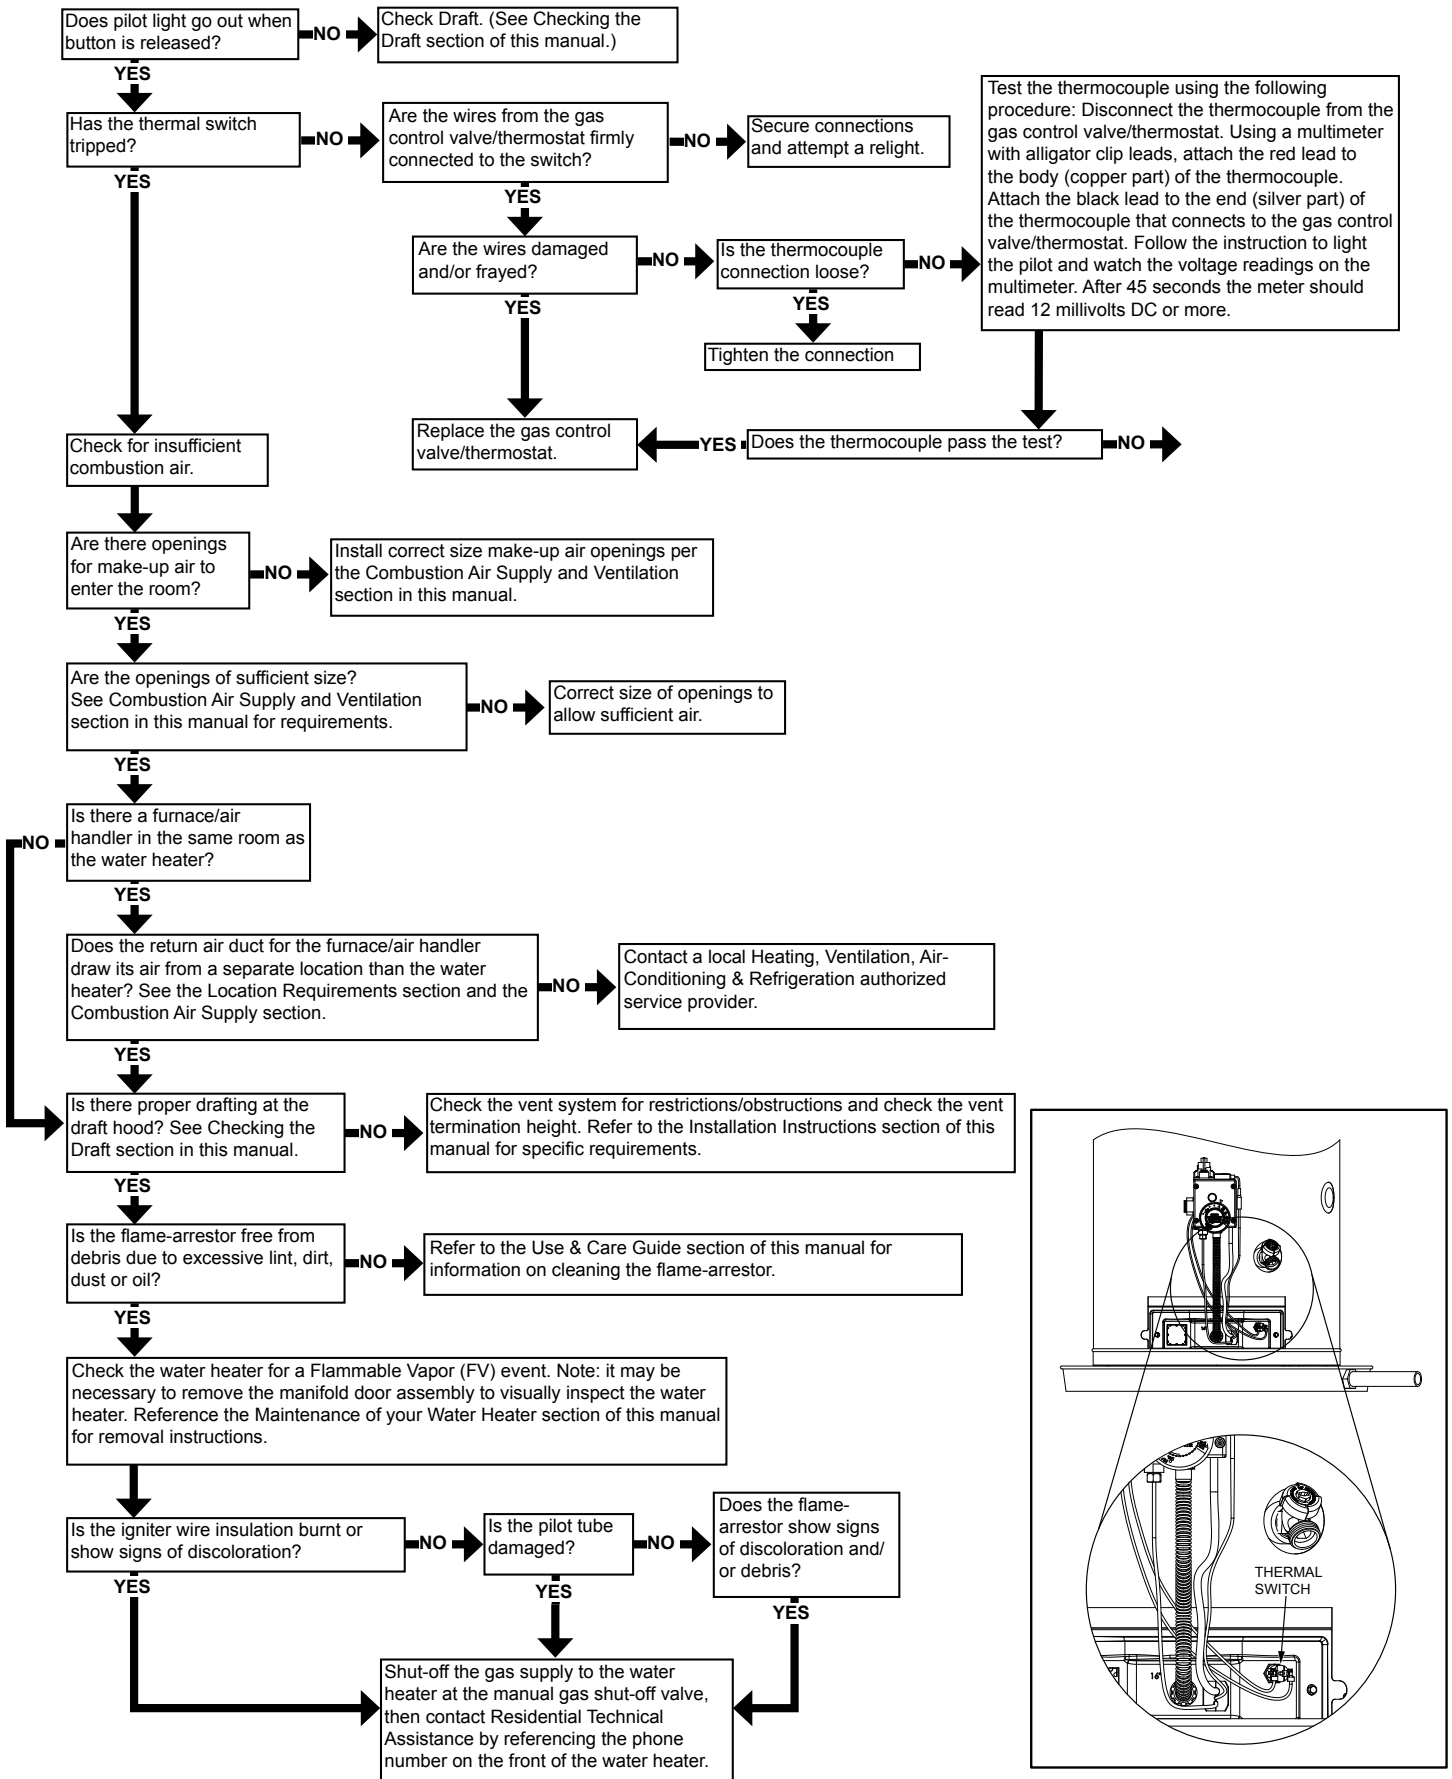 Does pilot light go out when
button is released?
NO
Check Draft. (See Checking the
Draft section of this manual.)
YES
Has the thermal switch
tripped?
NO
Are the wires from the gas
control valve/thermostat firmly
connected to the switch?
NO
Secure connections
and attempt a relight.
Test the thermocouple using the following
procedure: Disconnect the thermocouple from the
gas control valve/thermostat. Using a multimeter
with alligator clip leads, attach the red lead to
the body (copper part) of the thermocouple.
Attach the black lead to the end (silver part) of
the thermocouple that connects to the gas control
valve/thermostat. Follow the instruction to light
the pilot and watch the voltage readings on the
multimeter. After 45 seconds the meter should
read 12 millivolts DC or more.
YES
YES
Are the wires damaged
and/or frayed?
NO
Is the thermocouple
connection loose?
NO
YES
YES
Tighten the connection
Check for insufficient
combustion air.
Replace the gas control
valve/thermostat.
YES
Does the thermocouple pass the test?
NO
Are there openings
for make-up air to
enter the room?
NO
Install correct size make-up air openings per
the Combustion Air Supply and Ventilation
section in this manual.
YES
Are the openings of sufficient size?
See Combustion Air Supply and Ventilation
section in this manual for requirements.
NO
Correct size of openings to
allow sufficient air.
YES
Is there a furnace/air
handler in the same room as
the water heater?
NO
YES
Does the return air duct for the furnace/air handler
draw its air from a separate location than the water
heater? See the Location Requirements section and the
Combustion Air Supply section.
NO
Contact a local Heating, Ventilation, Air-
Conditioning & Refrigeration authorized
service provider.
YES
Is there proper drafting at the
draft hood? See Checking the
Draft section in this manual.
NO
Check the vent system for restrictions/obstructions and check the vent
termination height. Refer to the Installation Instructions section of this
manual for specific requirements.
YES
Is the flame-arrestor free from
debris due to excessive lint, dirt,
dust or oil?
NO
Refer to the Use & Care Guide section of this manual for
information on cleaning the flame-arrestor.
YES
Check the water heater for a Flammable Vapor (FV) event. Note: it may be
necessary to remove the manifold door assembly to visually inspect the water
heater. Reference the Maintenance of your Water Heater section of this manual
for removal instructions.
Is the igniter wire insulation burnt or
show signs of discoloration?
NO
Is the pilot tube
damaged?
NO
Does the flame-
arrestor show signs
of discoloration and/
or debris?
YES
YES
YES
Shut-off the gas supply to the water
heater at the manual gas shut-off valve,
then contact Residential Technical
Assistance by referencing the phone
number on the front of the water heater.
THERMAL
SWITCH
16"